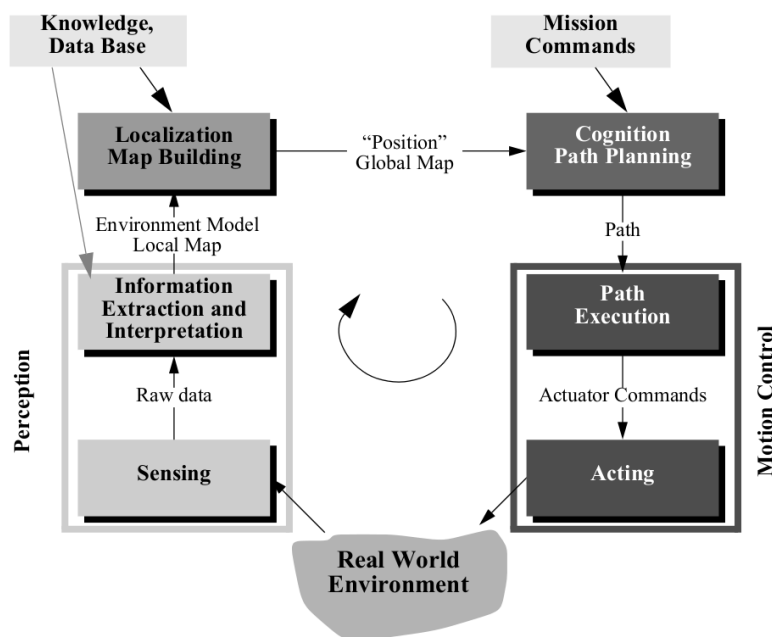 Knowledge,
Data Base
Mission
Commands
Localization
Map Building
“Position”
Global Map
Cognition
Path Planning
Environment Model
Local Map
Path
Information
Extraction and
Interpretation
Path
Execution
Perception
Raw data
Actuator Commands
Motion Control
Sensing
Acting
Real World
Environment